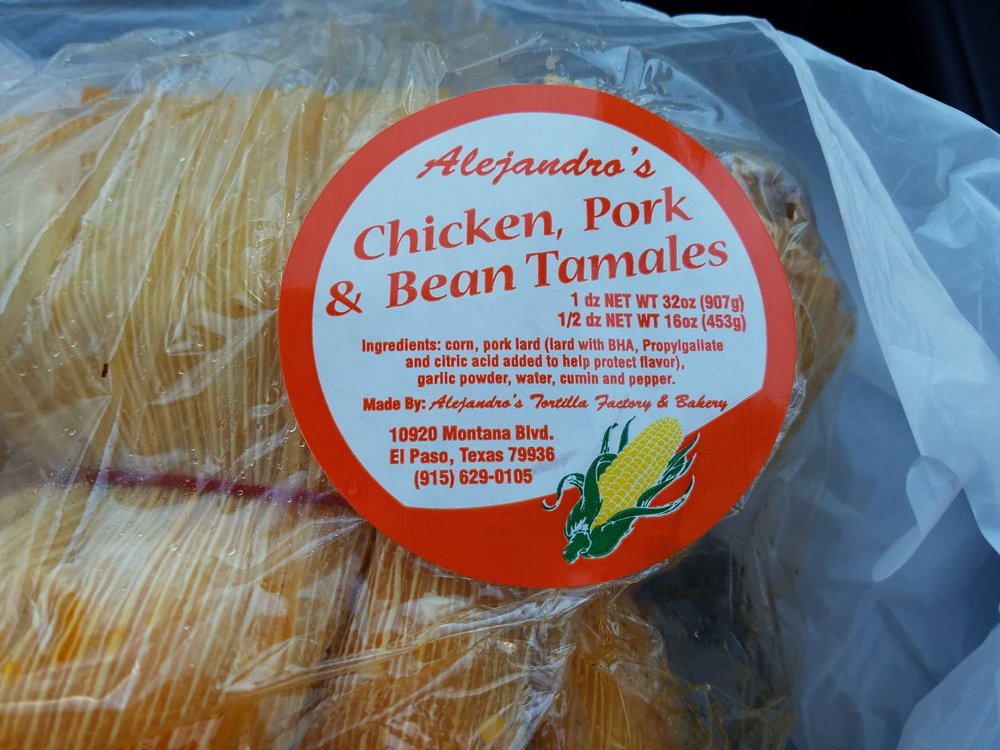 Alejandro's
Chicken, Pork
& Bean Tamales
1 dz NET WT 32oz (907g)
1/2 dz NET WT 16oz (453g)
Ingredients: corn, pork lard (lard with BHA, Propylgallate
and citric acid added to help protect flavor),
garlic powder, water, cumin and pepper.
Made By: Alejandro's Tortilla Factory & Bakery
10920 Montana Blvd.
El Paso, Texas 79936
(915) 629-0105